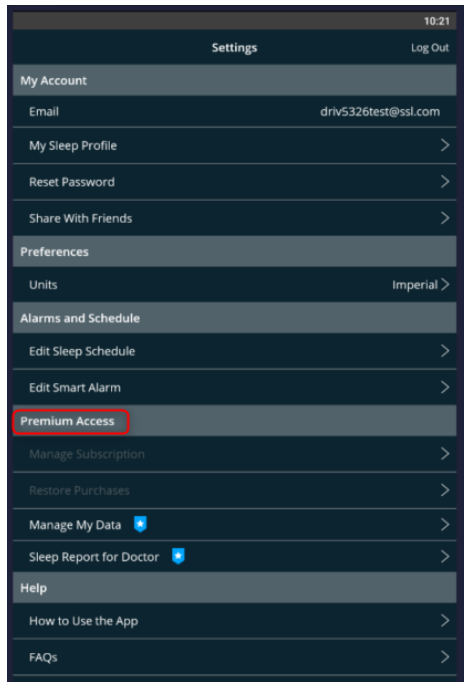 10:21
Settings Log Out
My Account
Email driv5326test@ssl.com
My Sleep Profile
Reset Password
Share With Friends
Preferences
Units Imperial
Alarms and Schedule
Edit Sleep Schedule
Edit Smart Alarm
Premium Access
Manage Subscription
Restore Purchases
Manage My Data
Sleep Report for Doctor
Help
How to Use the App
FAQs